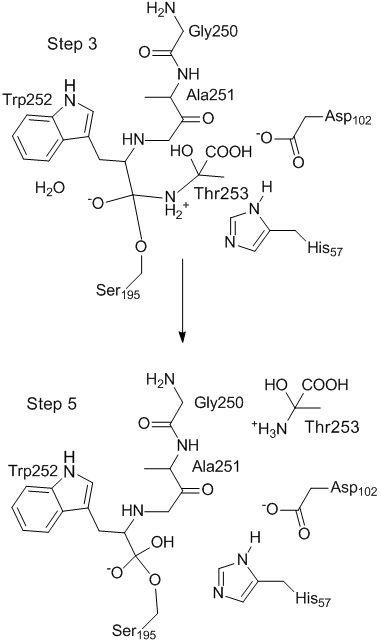 H₂N
Step 3
Gly250
O
NH
H
N
Trp252
Ala251
HN
O
Asp₁₀₂
HO COOH
⁻O
O
H₂O
Thr253
H
⁻O
N
H₂⁺
N
N
O
His₅₇
Ser₁₉₅
H₂N
HO COOH
Step 5
Gly250
O
⁺H₃N
Thr253
NH
H
N
Trp252
Ala251
O
HN
Asp₁₀₂
⁻O
O
OH
H
⁻O
O
N
N
His₅₇
Ser₁₉₅